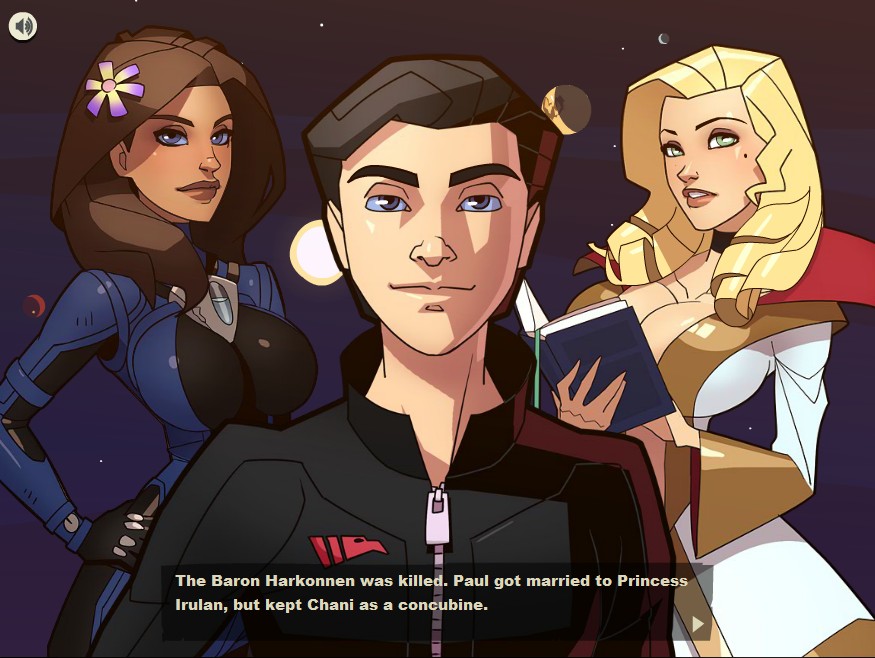 The Baron Harkonnen was killed. Paul got married to Princess
Irulan, but kept Chani as a concubine.